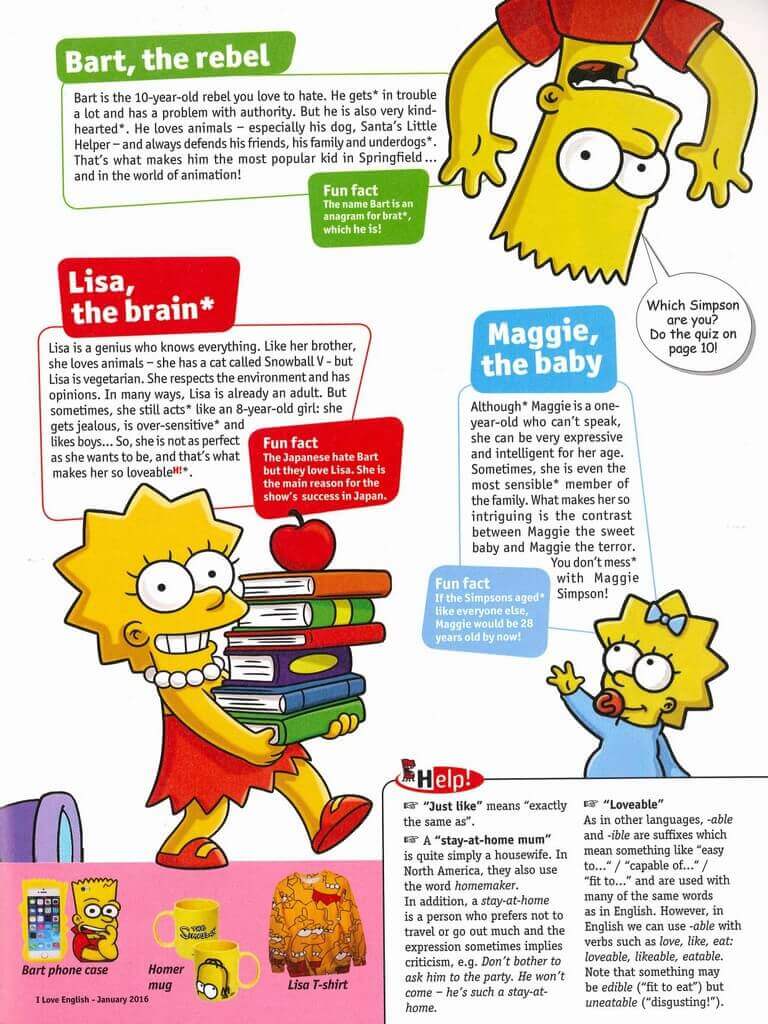 Bart, the rebel
Bart is the 10-year-old rebel you love to hate. He gets* in trouble
a lot and has a problem with authority. But he is also very kind-
hearted*. He loves animals – especially his dog, Santa's Little
Helper – and always defends his friends, his family and underdogs*.
That's what makes him the most popular kid in Springfield ...
and in the world of animation!
Fun fact
The name Bart is an
anagram for brat*,
which he is!
Which Simpson
are you?
Do the quiz on
page 10!
Lisa,
the brain*
Lisa is a genius who knows everything. Like her brother,
she loves animals – she has a cat called Snowball V - but
Lisa is vegetarian. She respects the environment and has
opinions. In many ways, Lisa is already an adult. But
sometimes, she still acts* like an 8-year-old girl: she
gets jealous, is over-sensitive* and
likes boys... So, she is not as perfect
as she wants to be, and that's what
makes her so loveableH!*.
Fun fact
The Japanese hate Bart
but they love Lisa. She is
the main reason for the
show's success in Japan.
Maggie,
the baby
Although* Maggie is a one-
year-old who can't speak,
she can be very expressive
and intelligent for her age.
Sometimes, she is even the
most sensible* member of
the family. What makes her so
intriguing is the contrast
between Maggie the sweet
baby and Maggie the terror.
You don't mess*
with Maggie
Simpson!
Fun fact
If the Simpsons aged*
like everyone else,
Maggie would be 28
years old by now!
Help!
☞ "Just like" means "exactly
the same as".
☞ A "stay-at-home mum"
is quite simply a housewife. In
North America, they also use
the word homemaker.
In addition, a stay-at-home
is a person who prefers not to
travel or go out much and the
expression sometimes implies
criticism, e.g. Don't bother to
ask him to the party. He won't
come – he's such a stay-at-
home.
☞ "Loveable"
As in other languages, -able
and -ible are suffixes which
mean something like "easy
to..." / "capable of..." /
"fit to..." and are used with
many of the same words
as in English. However, in
English we can use -able with
verbs such as love, like, eat:
loveable, likeable, eatable.
Note that something may
be edible ("fit to eat") but
uneatable ("disgusting!").
THE SIMPSONS
Bart phone case
Homer
mug
Lisa T-shirt
I Love English - January 2016